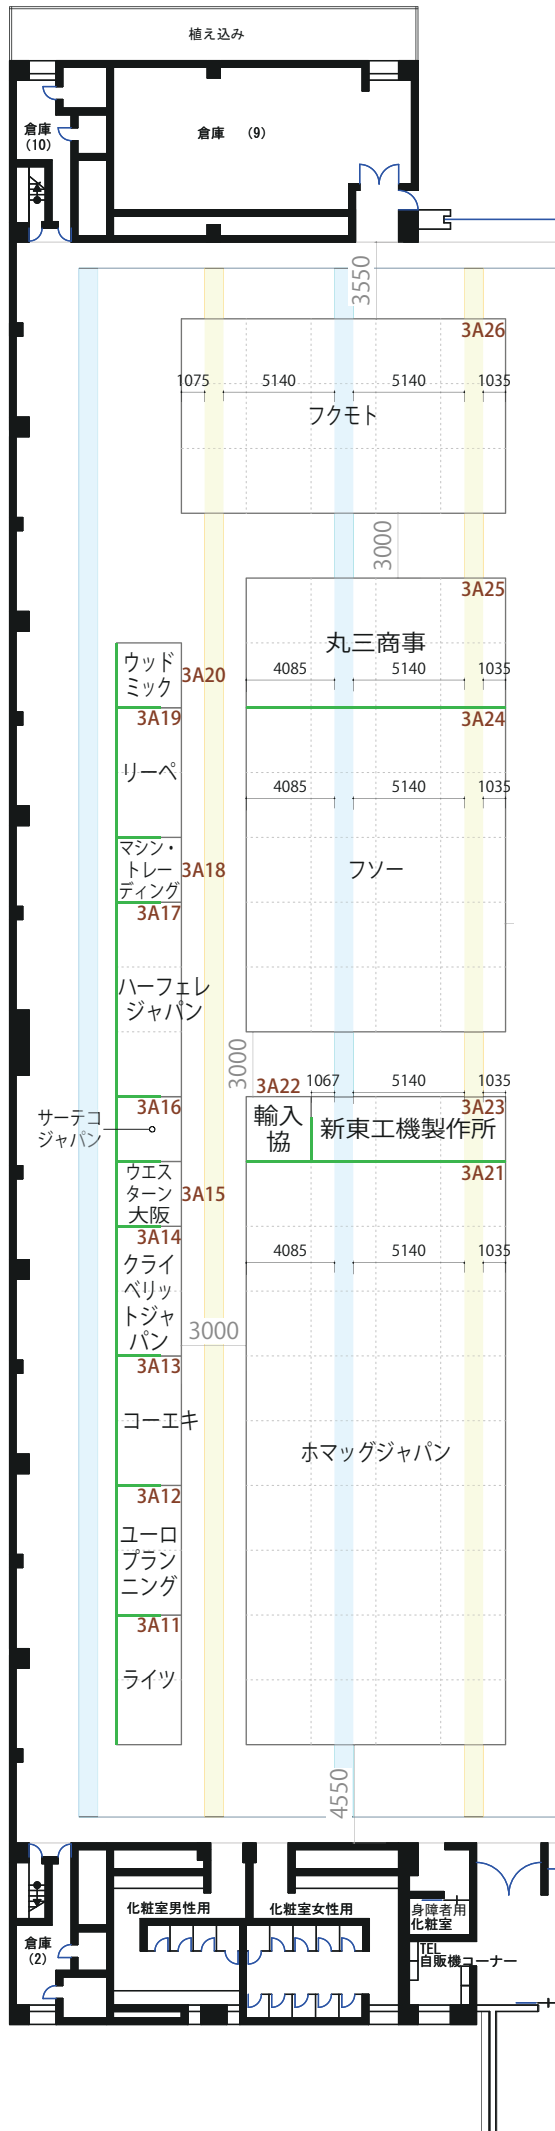 植え込み
倉庫
(10)
倉庫 (9)
3550
3A26
1075
5140
5140
1035
フクモト
3000
3A25
丸三商事
ウッド
ミック
3A20
4085
5140
1035
3A19
3A24
リーペ
4085
5140
1035
マシン・
トレー
ディング
3A18
フソー
3A17
ハーフェレ
ジャパン
3000
3A22
1067
5140
1035
3A16
3A23
サーテコ
ジャパン
輸入
協
新東工機製作所
3A21
ウエス
ターン
大阪
3A15
3A14
4085
5140
1035
クライ
ベリッ
トジャ
パン
3000
3A13
コーエキ
ホマッグジャパン
3A12
ユーロ
プラン
ニング
3A11
ライツ
4550
化粧室男性用
化粧室女性用
身障者用
化粧室
倉庫
(2)
TEL
自販機コーナー